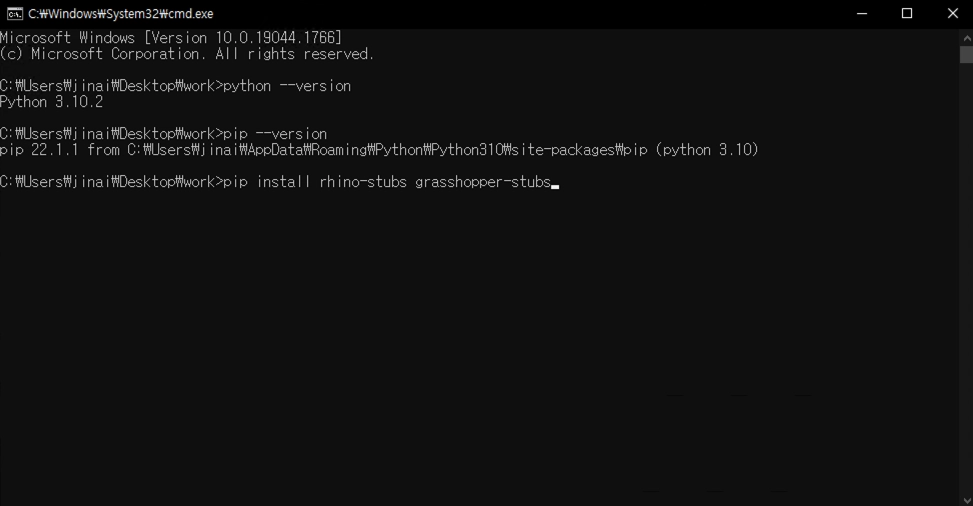 C:₩Windows₩System32₩cmd.exe
Microsoft Windows [Version 10.0.19044.1766]
(c) Microsoft Corporation. All rights reserved.
C:₩Users₩jinai₩Desktop₩work>python --version
Python 3.10.2
C:₩Users₩jinai₩Desktop₩work>pip --version
pip 22.1.1 from C:₩Users₩jinai₩AppData₩Roaming₩Python₩Python310₩site-packages₩pip (python 3.10)
C:₩Users₩jinai₩Desktop₩work>pip install rhino-stubs grasshopper-stubs